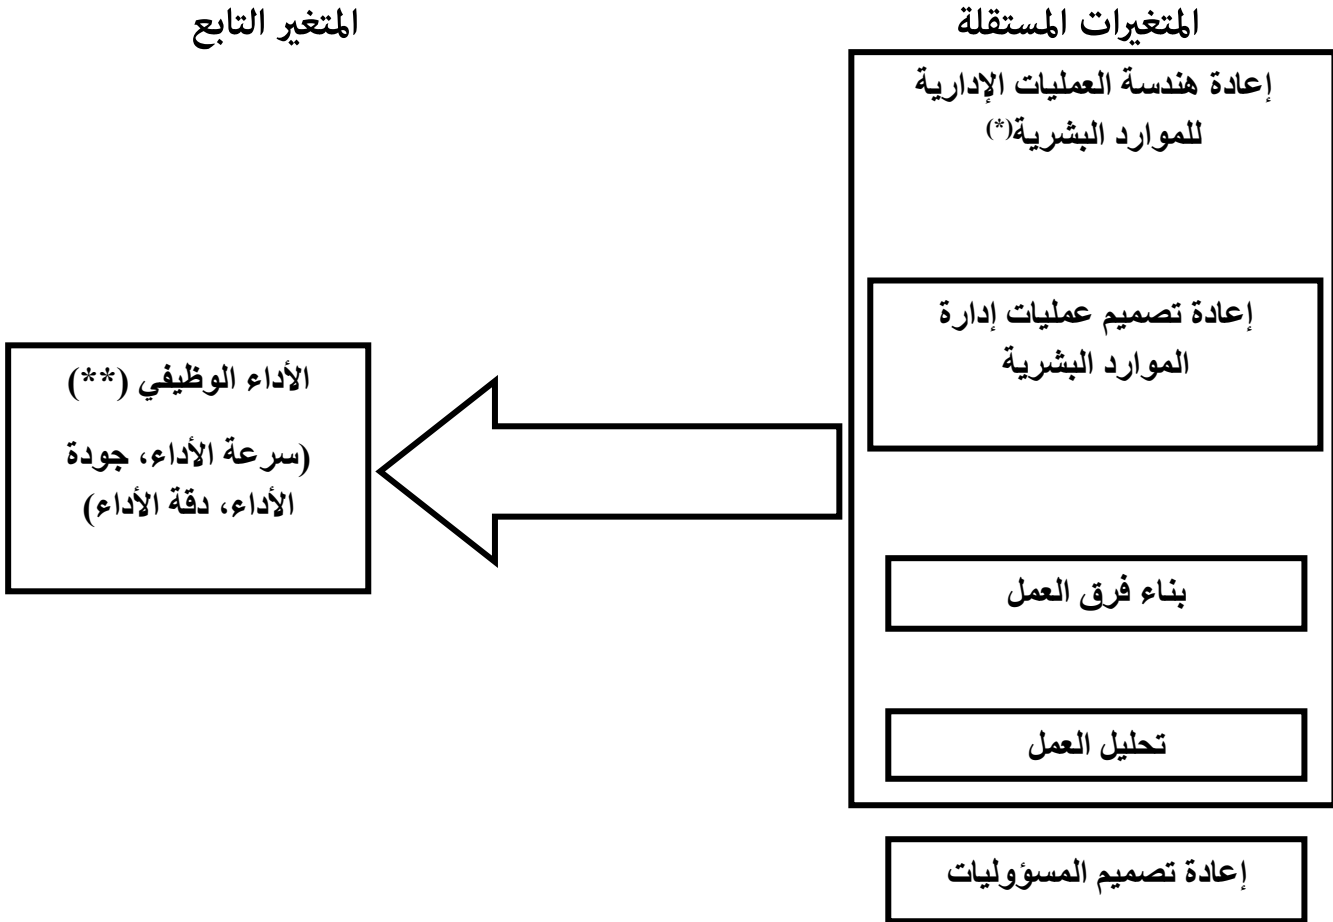 المتغيرات المستقلة
المتغير التابع
إعادة هندسة العمليات الإدارية
للموارد البشرية(*)
إعادة تصميم عمليات إدارة
الموارد البشرية
بناء فرق العمل
تحليل العمل
إعادة تصميم المسؤوليات
الأداء الوظيفي (**)
(سرعة الأداء، جودة
الأداء، دقة الأداء)